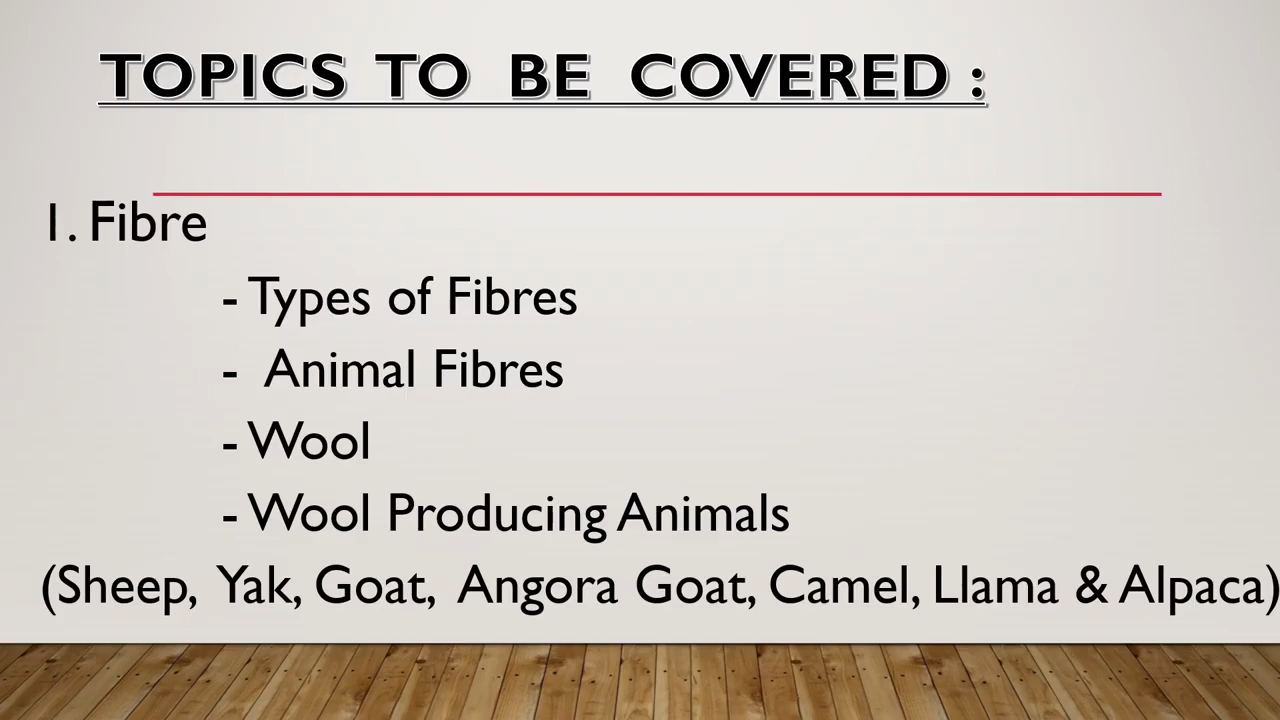 TOPICS TO BE COVERED :
1. Fibre
- Types of Fibres
- Animal Fibres
- Wool
- Wool Producing Animals
(Sheep, Yak, Goat, Angora Goat, Camel, Llama & Alpaca)